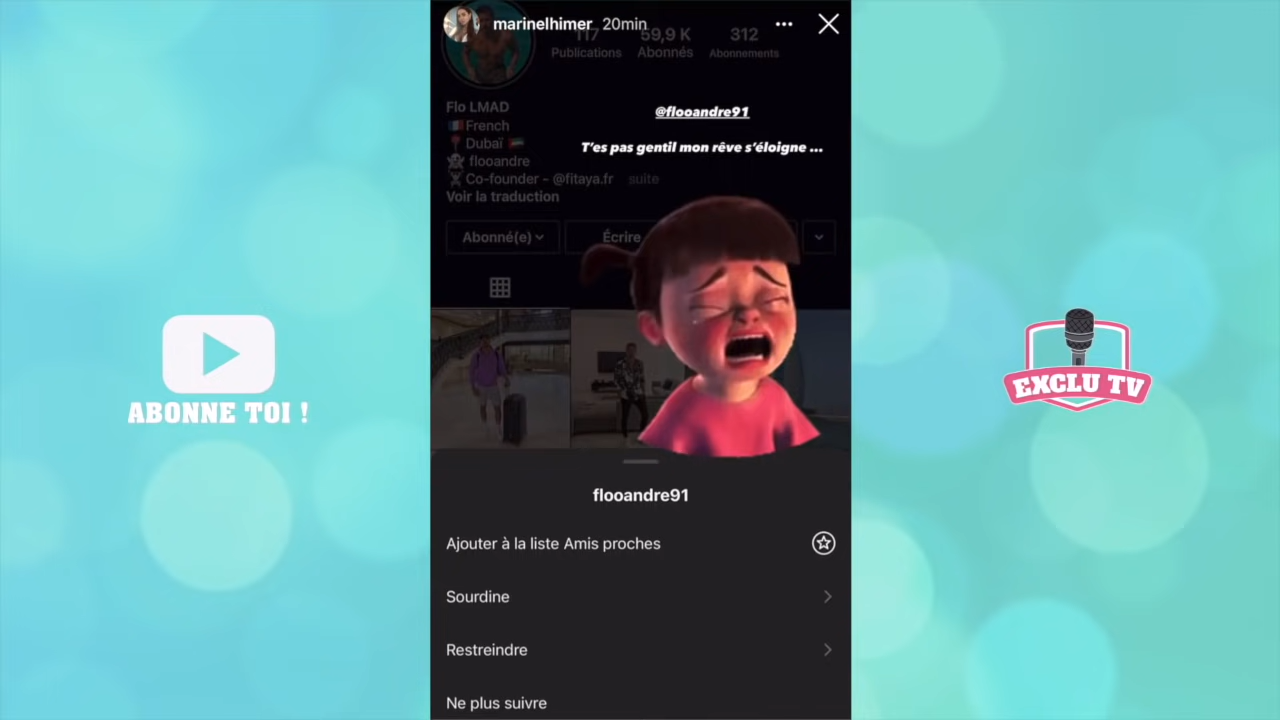 marinelhimer 20min
117 59,9 K 312
Publications Abonnés Abonnements
@flooandre91
Flo LMAD
French
T'es pas gentil mon rêve s'éloigne ...
Dubaï
flooandre
Co-founder - @fitaya.fr suite
Voir la traduction
Abonné(e) Écrire
ABONNE TOI !
EXCLU TV
flooandre91
Ajouter à la liste Amis proches
Sourdine
Restreindre
Ne plus suivre